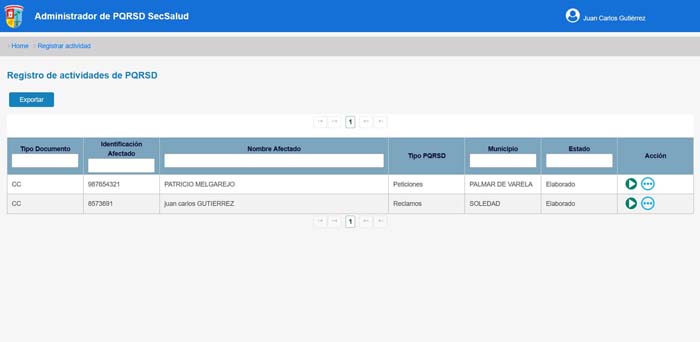 Administrador de PQRSD SecSalud
Juan Carlos Gutiérrez
Home Registrar actividad
Registro de actividades de PQRSD
Exportar
1
Tipo Documento Identificación Afectado Nombre Afectado Tipo PQRSD Municipio Estado Acción
CC 987654321 PATRICIO MELGAREJO Peticiones PALMAR DE VARELA Elaborado
CC 8573691 juan carlos GUTIERREZ Reclamos SOLEDAD Elaborado
1